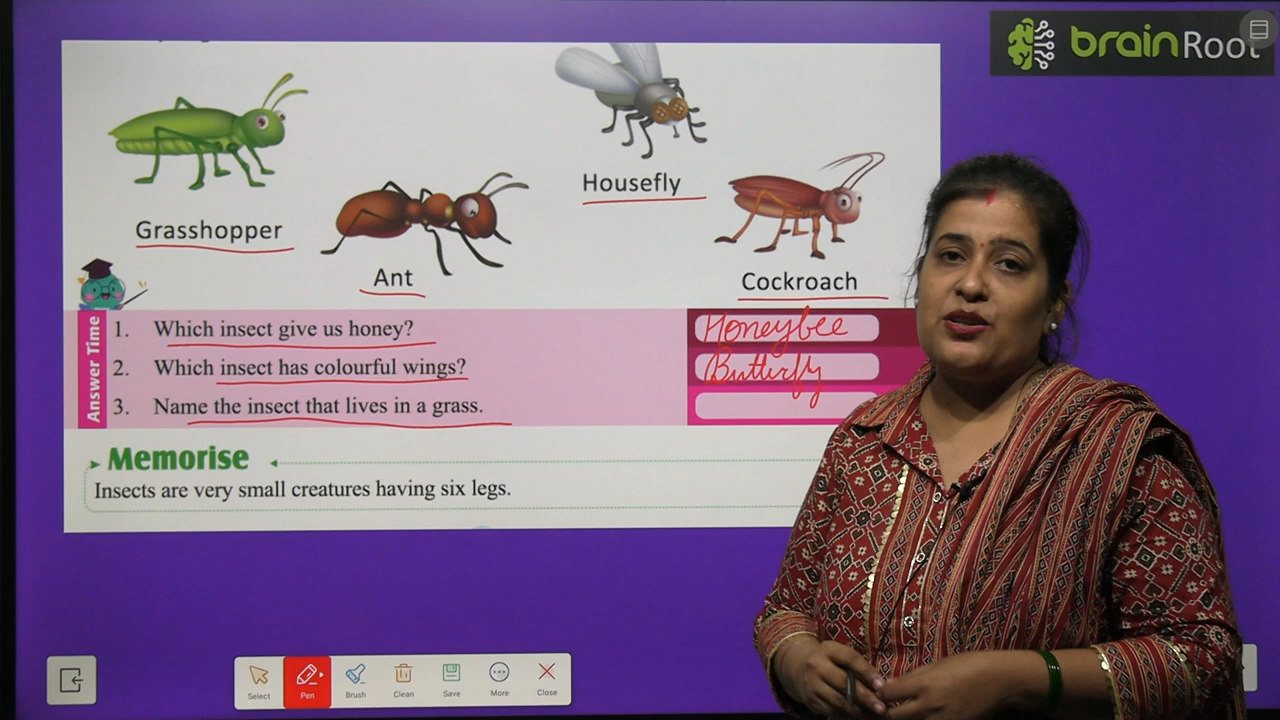 brainRoot
Housefly
Grasshopper
Ant
Cockroach
Answer Time
1. Which insect give us honey? Honeybee
2. Which insect has colourful wings? Butterfy
3. Name the insect that lives in a grass.
Memorise
Insects are very small creatures having six legs.
Select Pen Brush Clean Save More Close